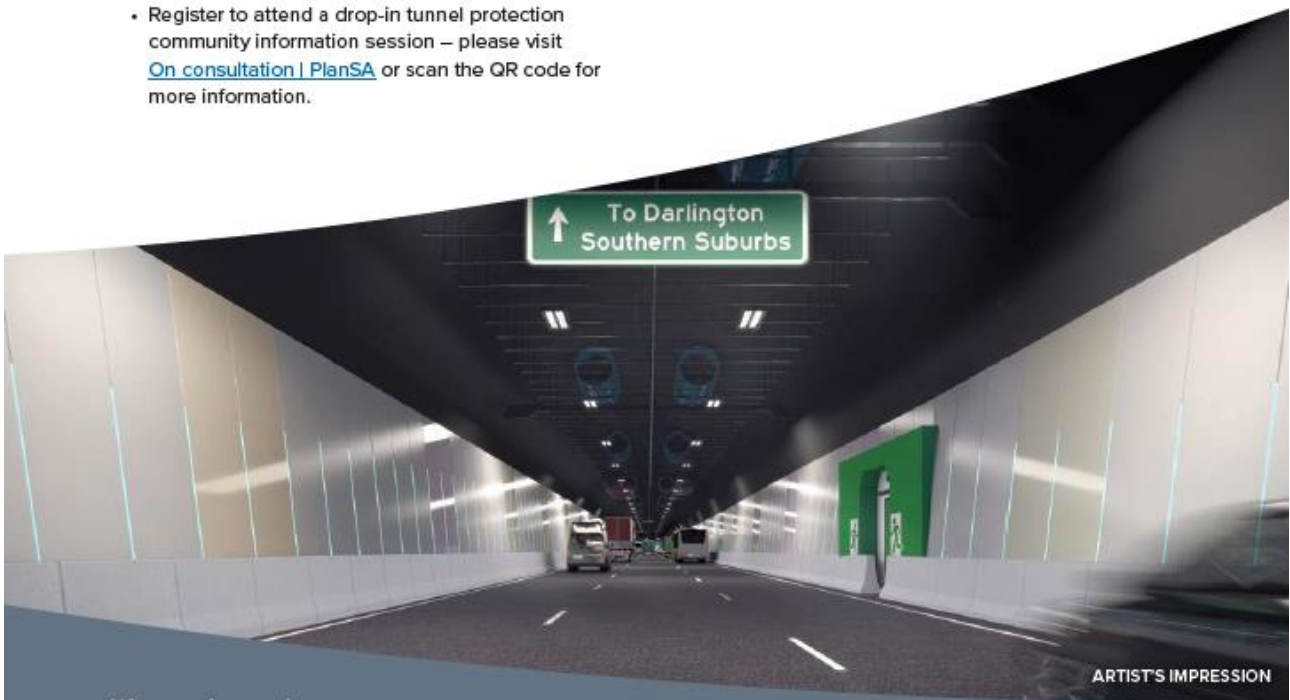 • Register to attend a drop-in tunnel protection
community information session – please visit
On consultation | PlanSA or scan the QR code for
more information.
To Darlington
Southern Suburbs
ARTIST'S IMPRESSION